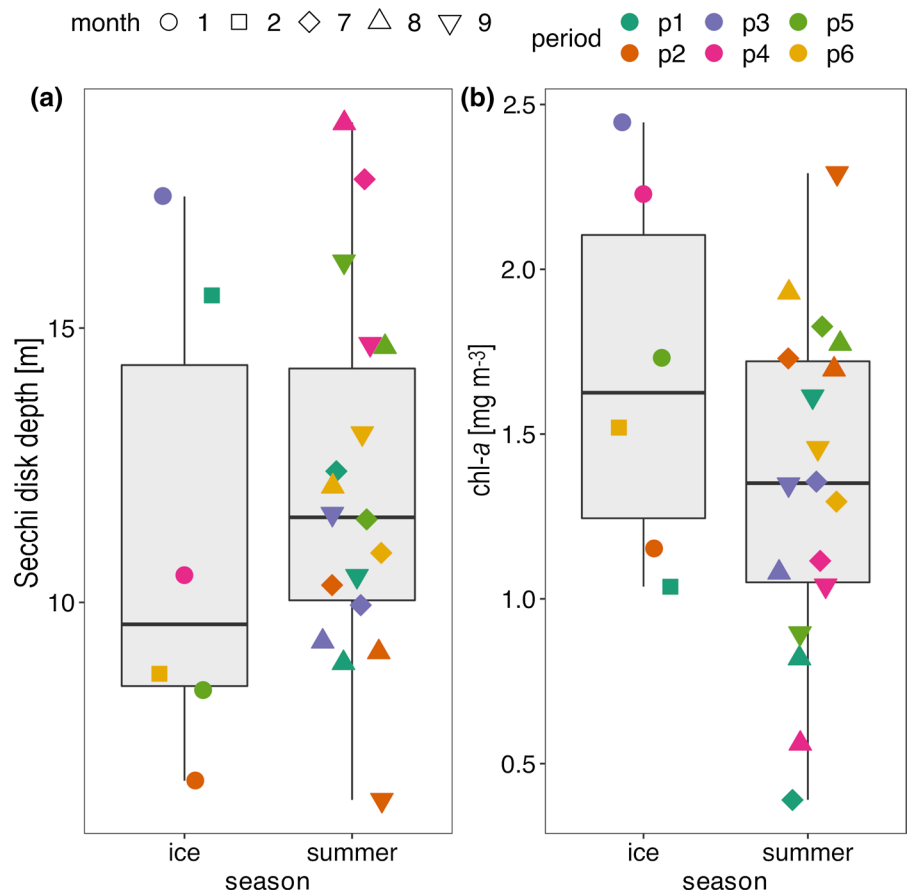 month 1 2 7 8 9
period p1 p3 p5
p2 p4 p6
(a)
Secchi disk depth [m]
15
10
ice summer
season
(b)
chl-a [mg m-3]
2.5
2.0
1.5
1.0
0.5
ice summer
season